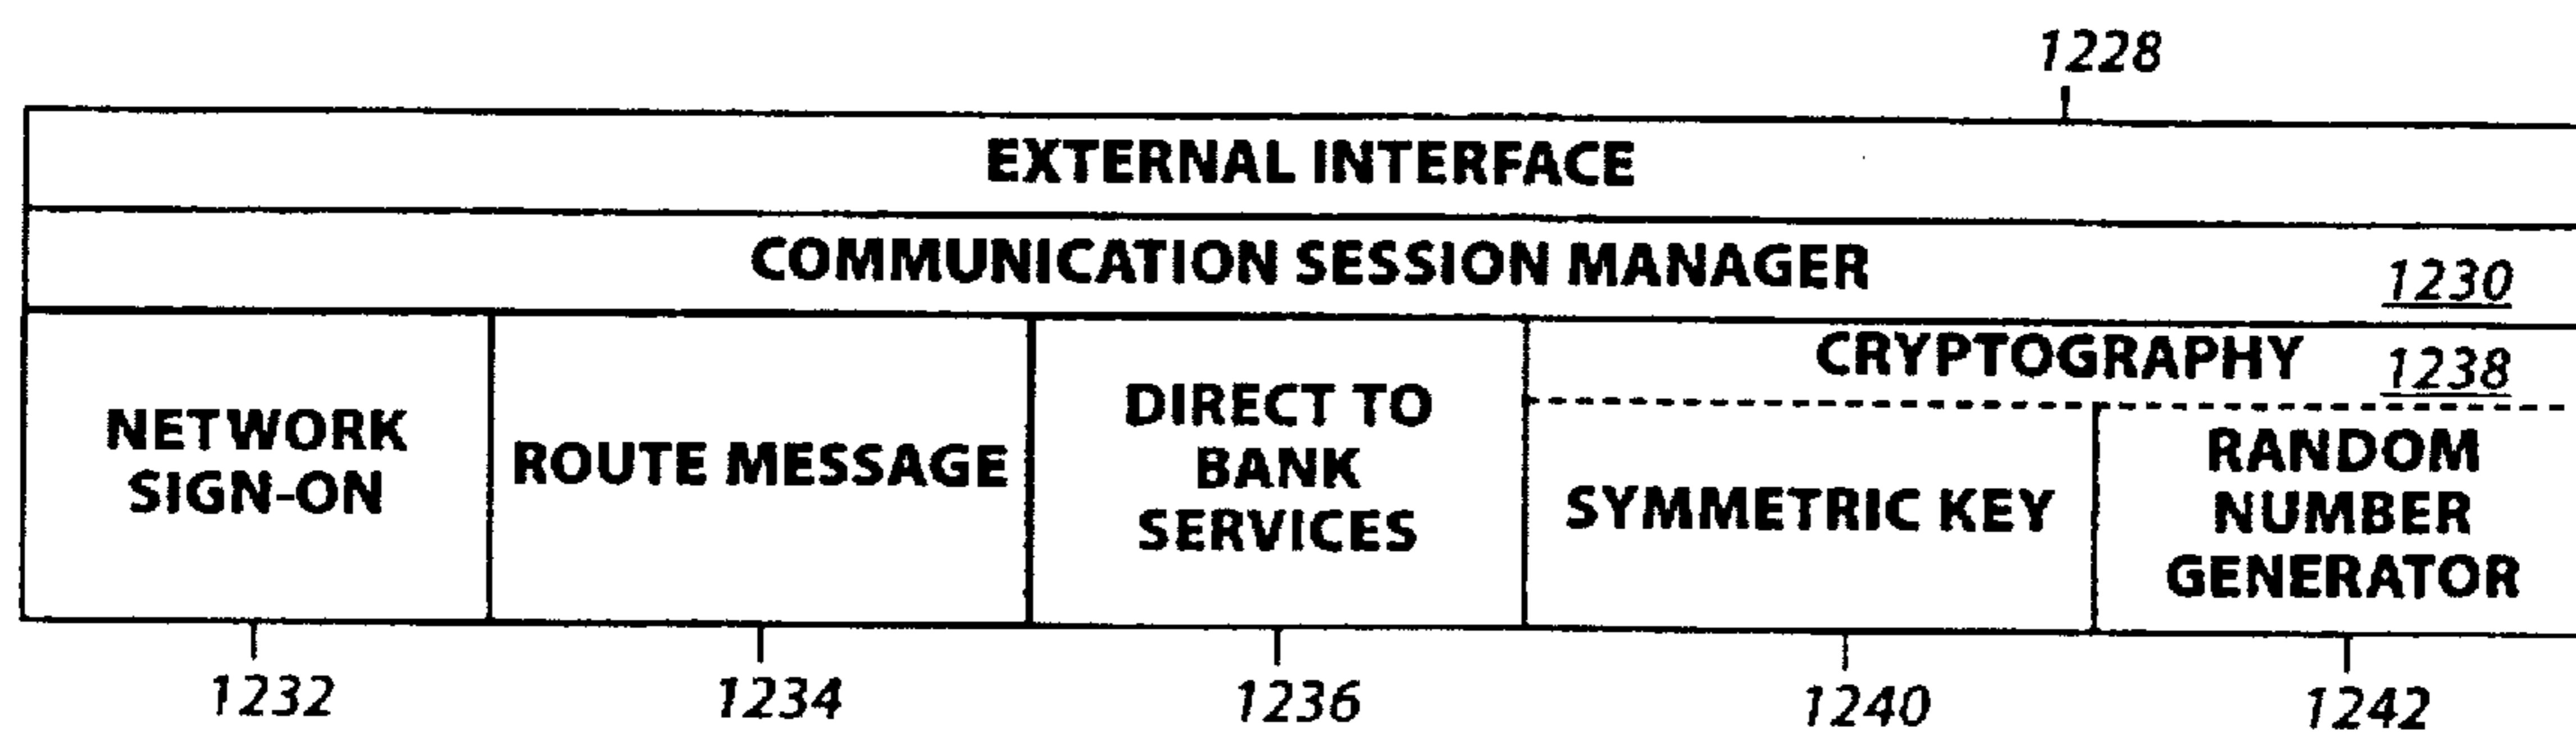 1228
EXTERNAL INTERFACE
COMMUNICATION SESSION MANAGER
1230
CRYPTOGRAPHY
1238
NETWORK
SIGN-ON
ROUTE MESSAGE
DIRECT TO
BANK
SERVICES
SYMMETRIC KEY
RANDOM
NUMBER
GENERATOR
1232
1234
1236
1240
1242